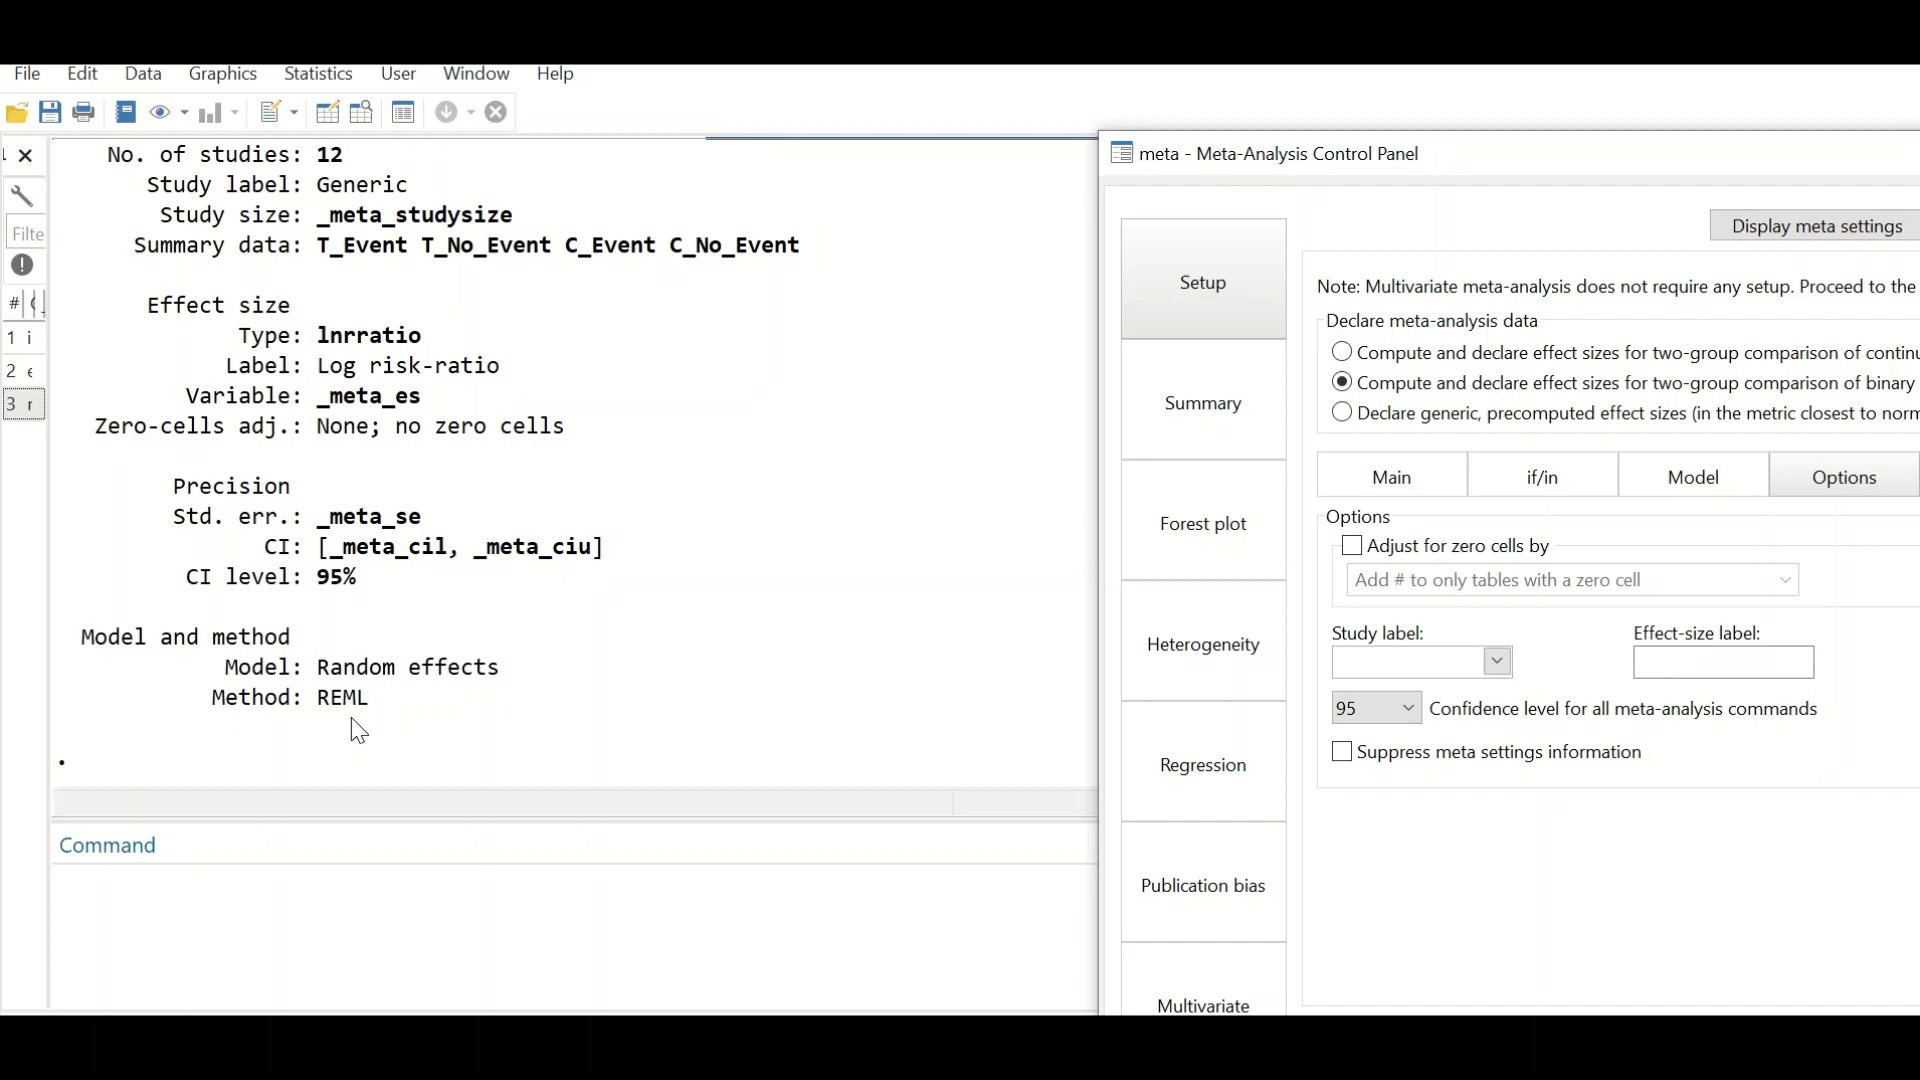 File Edit Data Graphics Statistics User Window Help
No. of studies: 12
Study label: Generic
Study size: _meta_studysize
Summary data: T_Event T_No_Event C_Event C_No_Event
Effect size
Type: lnrratio
Label: Log risk-ratio
Variable: _meta_es
Zero-cells adj.: None; no zero cells
Precision
Std. err.: _meta_se
CI: [_meta_cil, _meta_ciu]
CI level: 95%
Model and method
Model: Random effects
Method: REML
.
Command
Filte
#
1 i
2 e
3 r
meta - Meta-Analysis Control Panel
Setup
Summary
Forest plot
Heterogeneity
Regression
Publication bias
Multivariate
Display meta settings
Note: Multivariate meta-analysis does not require any setup. Proceed to the
Declare meta-analysis data
Compute and declare effect sizes for two-group comparison of continu
Compute and declare effect sizes for two-group comparison of binary
Declare generic, precomputed effect sizes (in the metric closest to norm
Main if/in Model Options
Options
Adjust for zero cells by
Add # to only tables with a zero cell
Study label: Effect-size label:
95 Confidence level for all meta-analysis commands
Suppress meta settings information